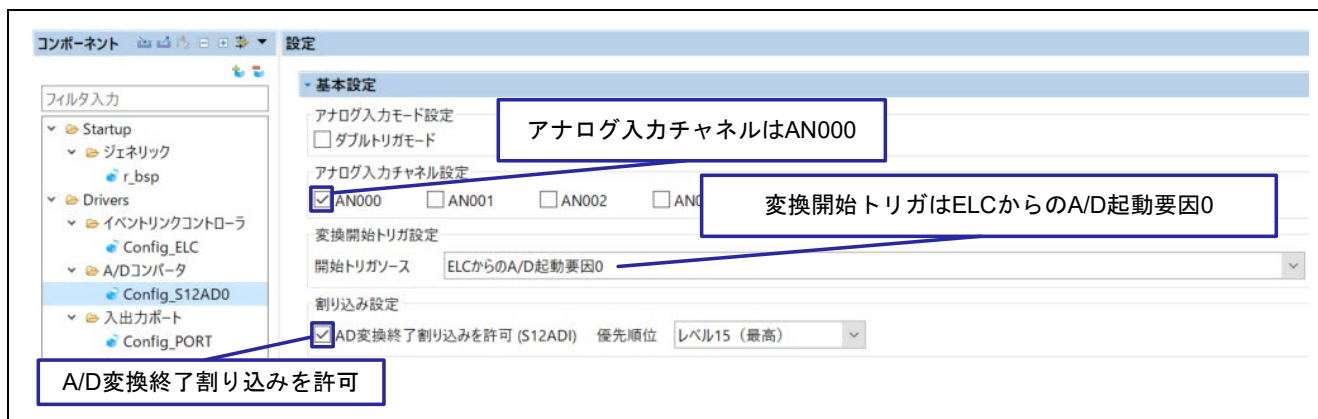 コンポーネント
設定
フィルタ入力
Startup
ジェネリック
r_bsp
Drivers
イベントリンクコントローラ
Config_ELC
A/Dコンバータ
Config_S12AD0
入出力ポート
Config_PORT
基本設定
アナログ入力モード設定
ダブルトリガモード
アナログ入力チャネルはAN000
アナログ入力チャネル設定
AN000 AN001 AN002
変換開始トリガはELCからのA/D起動要因0
変換開始トリガ設定
開始トリガソース ELCからのA/D起動要因0
割り込み設定
AD変換終了割り込みを許可 (S12ADI) 優先順位 レベル15（最高）
A/D変換終了割り込みを許可